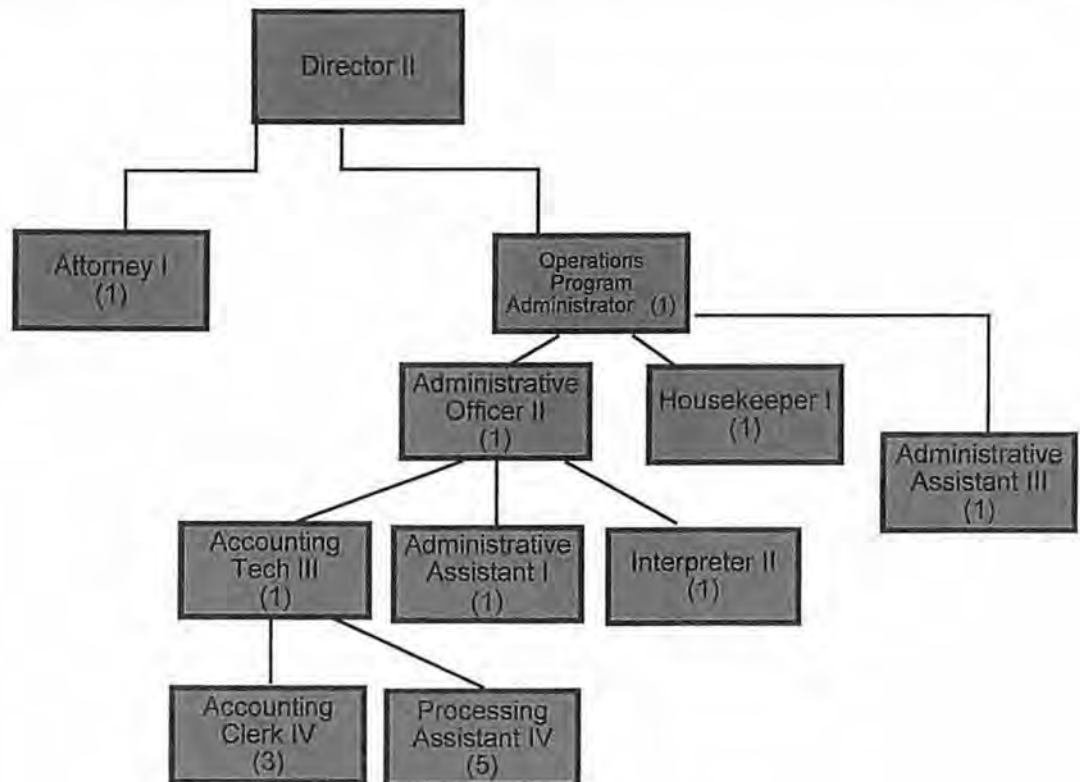 Director II
Attorney I
(1)
Operations
Program
Administrator (1)
Administrative
Officer II
(1)
Housekeeper I
(1)
Administrative
Assistant III
(1)
Accounting
Tech III
(1)
Administrative
Assistant I
(1)
Interpreter II
(1)
Accounting
Clerk IV
(3)
Processing
Assistant IV
(5)